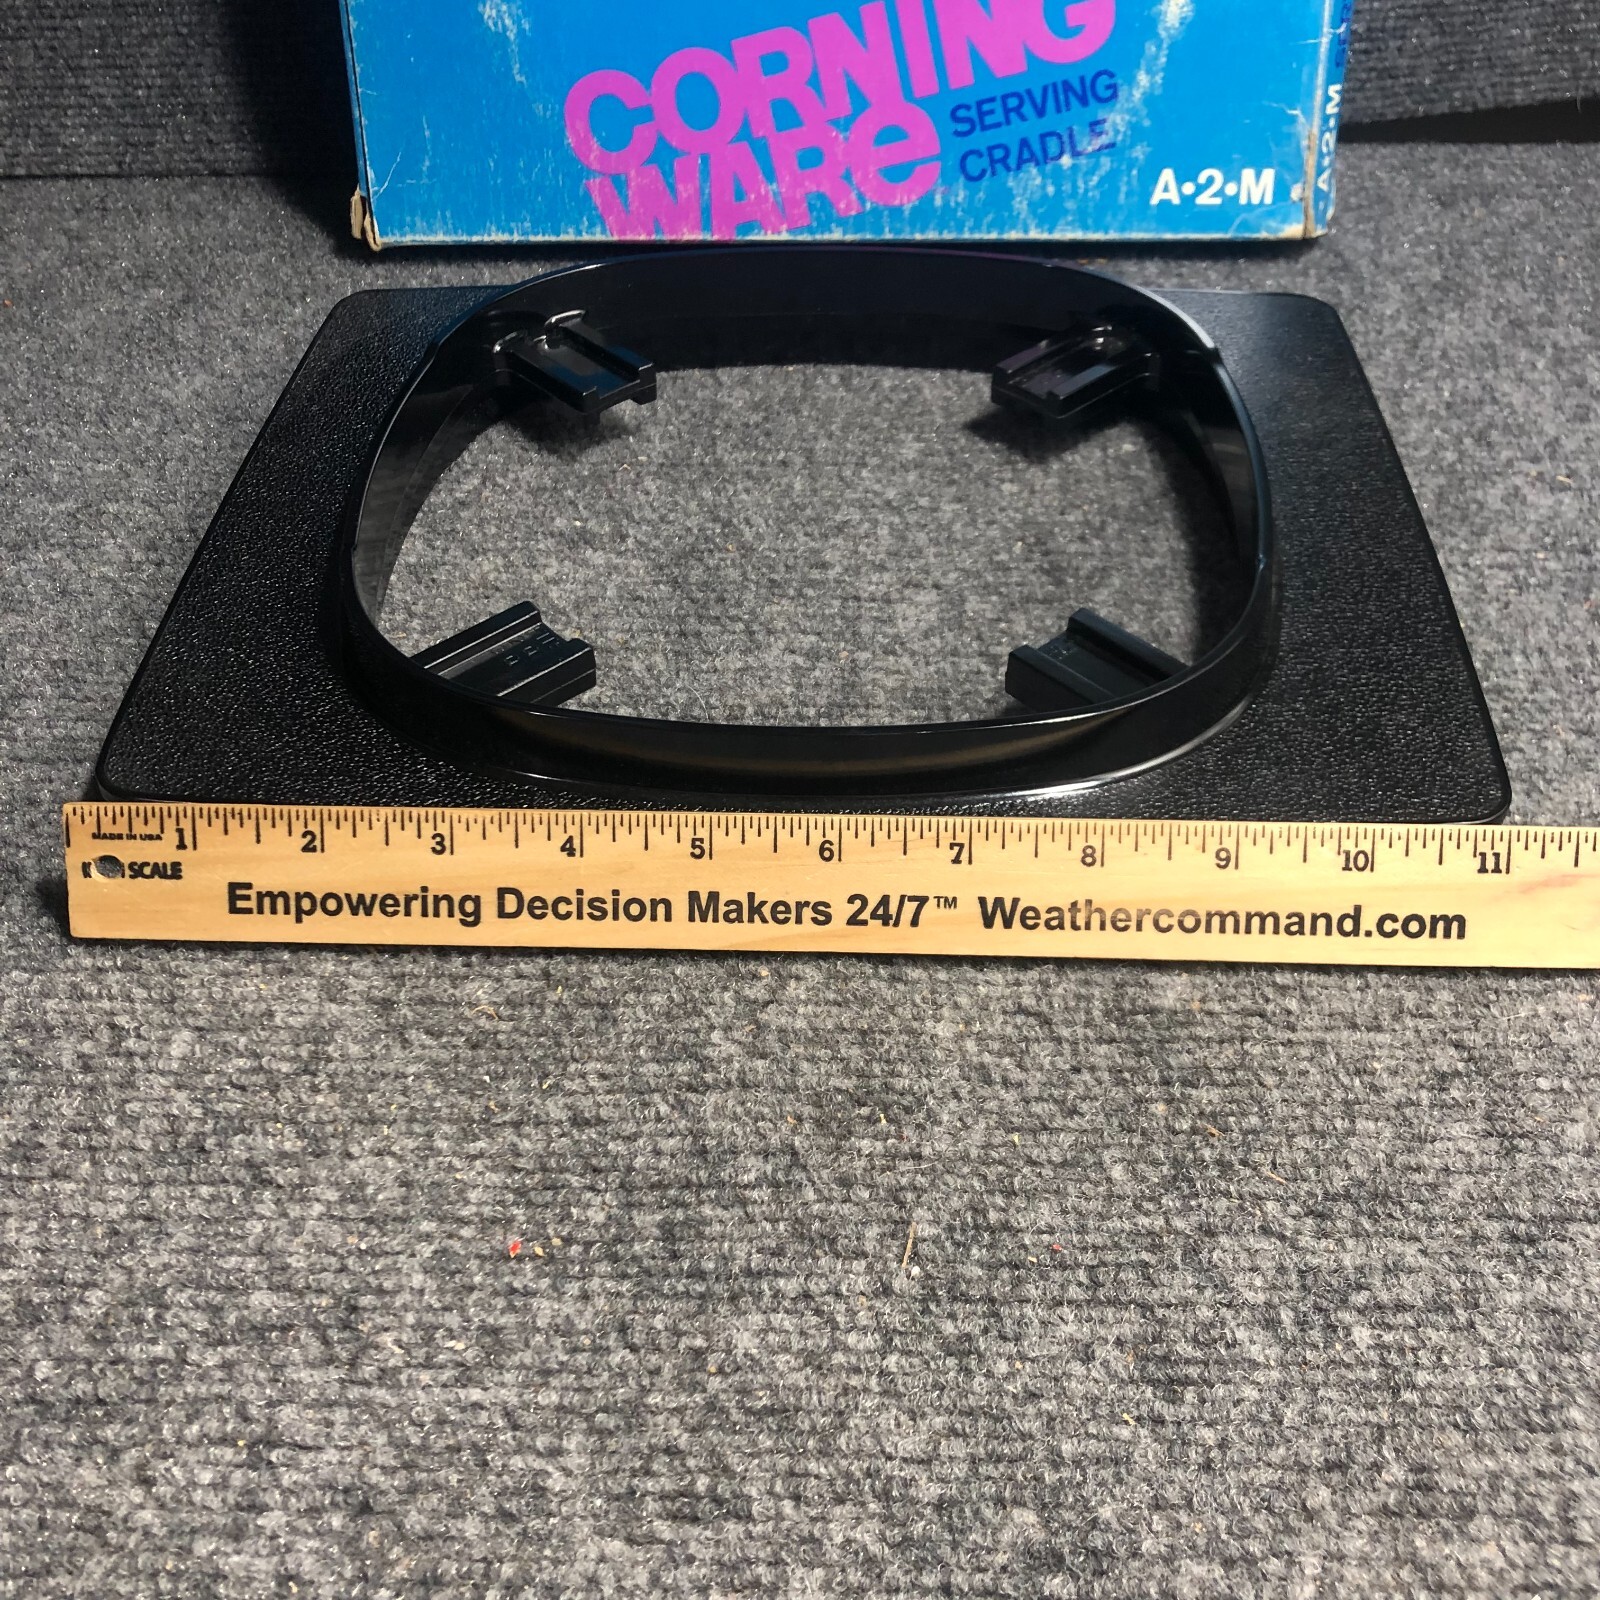 CORNING
WARe
SERVING
CRADLE
A•2•M
A•2•M
MADE IN USA
SCALE
1 2 3 4 5 6 7 8 9 10 11
Empowering Decision Makers 24/7™ Weathercommand.com